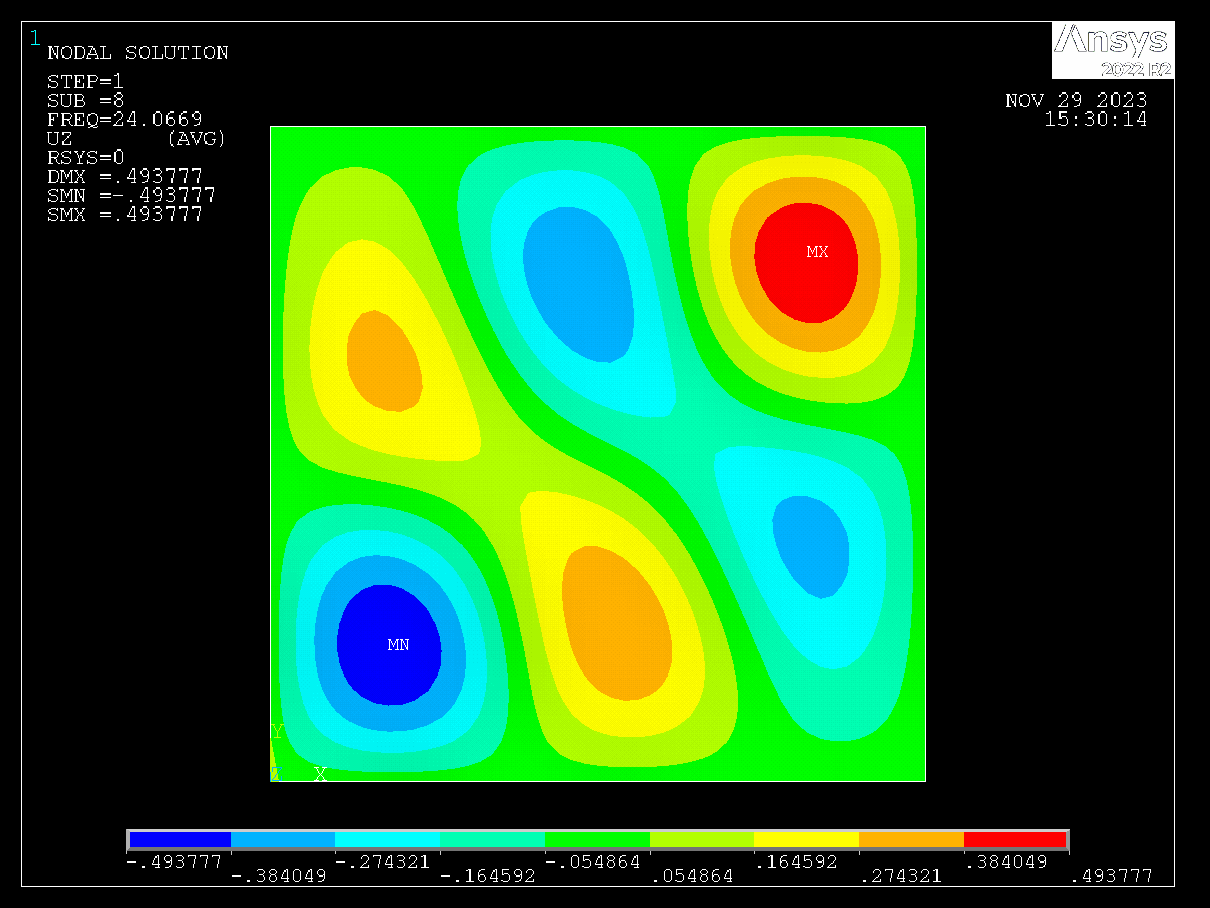 1
NODAL SOLUTION
STEP=1
SUB =8
FREQ=24.0669
UZ (AVG)
RSYS=0
DMX =.493777
SMN =-.493777
SMX =.493777
Ansys
2022 R2
NOV 29 2023
15:30:14
MX
MN
Y
Z X
-.493777 -.274321 -.054864 .164592 .384049
-.384049 -.164592 .054864 .274321 .493777